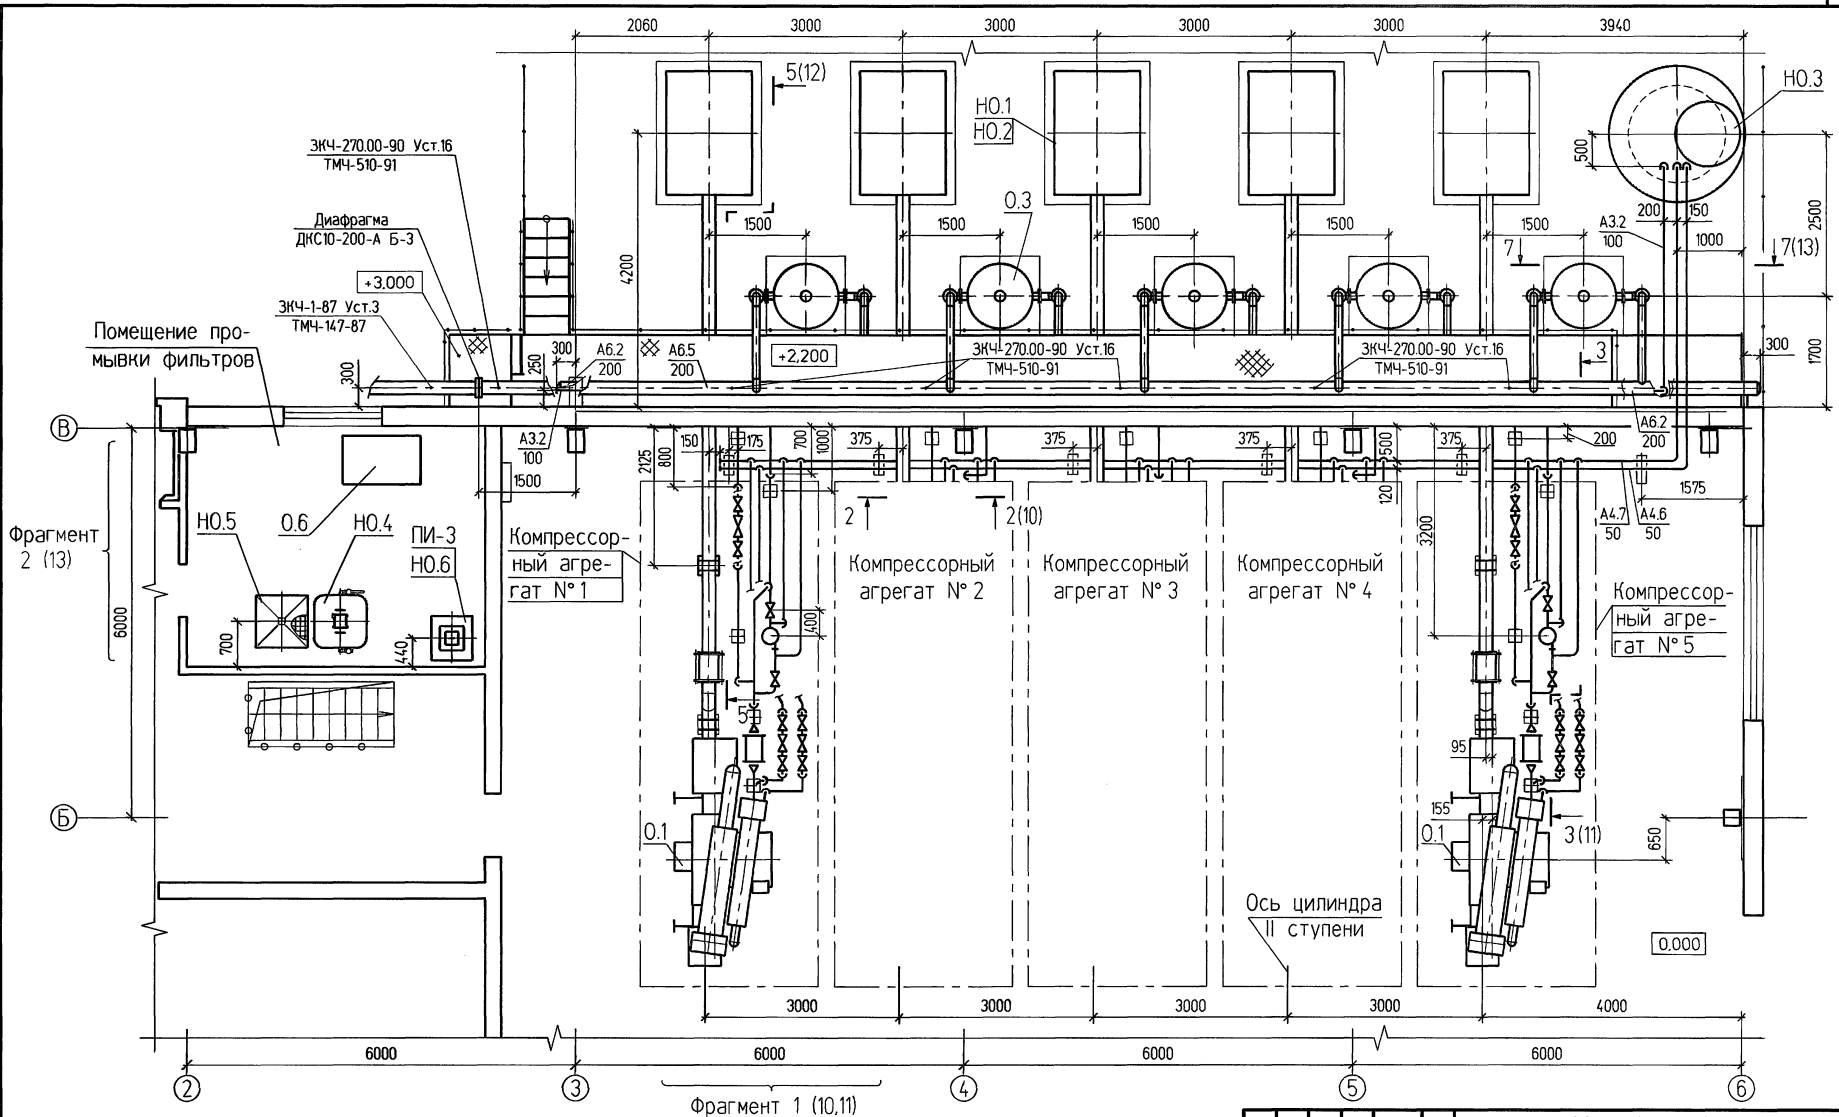 2060
3000
3000
3000
3000
3940
5(12)
НО.1
НО.2
НО.3
ЗКЧ-270.00-90 Уст.16
ТМЧ-510-91
500
О.3
Диафрагма
ДКС10-200-А Б-3
1500
1500
1500
1500
1500
200
150
А3.2
100
1000
2500
7
7(13)
4200
+3.000
ЗКЧ-1-87 Уст.3
ТМЧ-147-87
Помещение про-
мывки фильтров
300
250
300
А6.2
200
А6.5
200
+2,200
ЗКЧ-270.00-90 Уст.16
ТМЧ-510-91
ЗКЧ-270.00-90 Уст.16
ТМЧ-510-91
3
300
1700
В
А3.2
100
2125
800
150
175
700
1000
375
375
375
375
500
120
200
А6.2
200
1500
1575
Фрагмент
2 (13)
НО.5
О.6
НО.4
ПИ-3
НО.6
Компрессор-
ный агре-
гат N° 1
2
2(10)
3200
А4.7
50
А4.6
50
Компрессорный
агрегат N° 2
Компрессорный
агрегат N° 3
Компрессорный
агрегат N° 4
Компрессор-
ный агре-
гат N° 5
6000
700
440
400
5
95
Б
О.1
155
О.1
3(11)
650
Ось цилиндра
II ступени
0.000
3000
3000
3000
3000
4000
6000
6000
6000
6000
2
3
4
5
6
Фрагмент 1 (10,11)